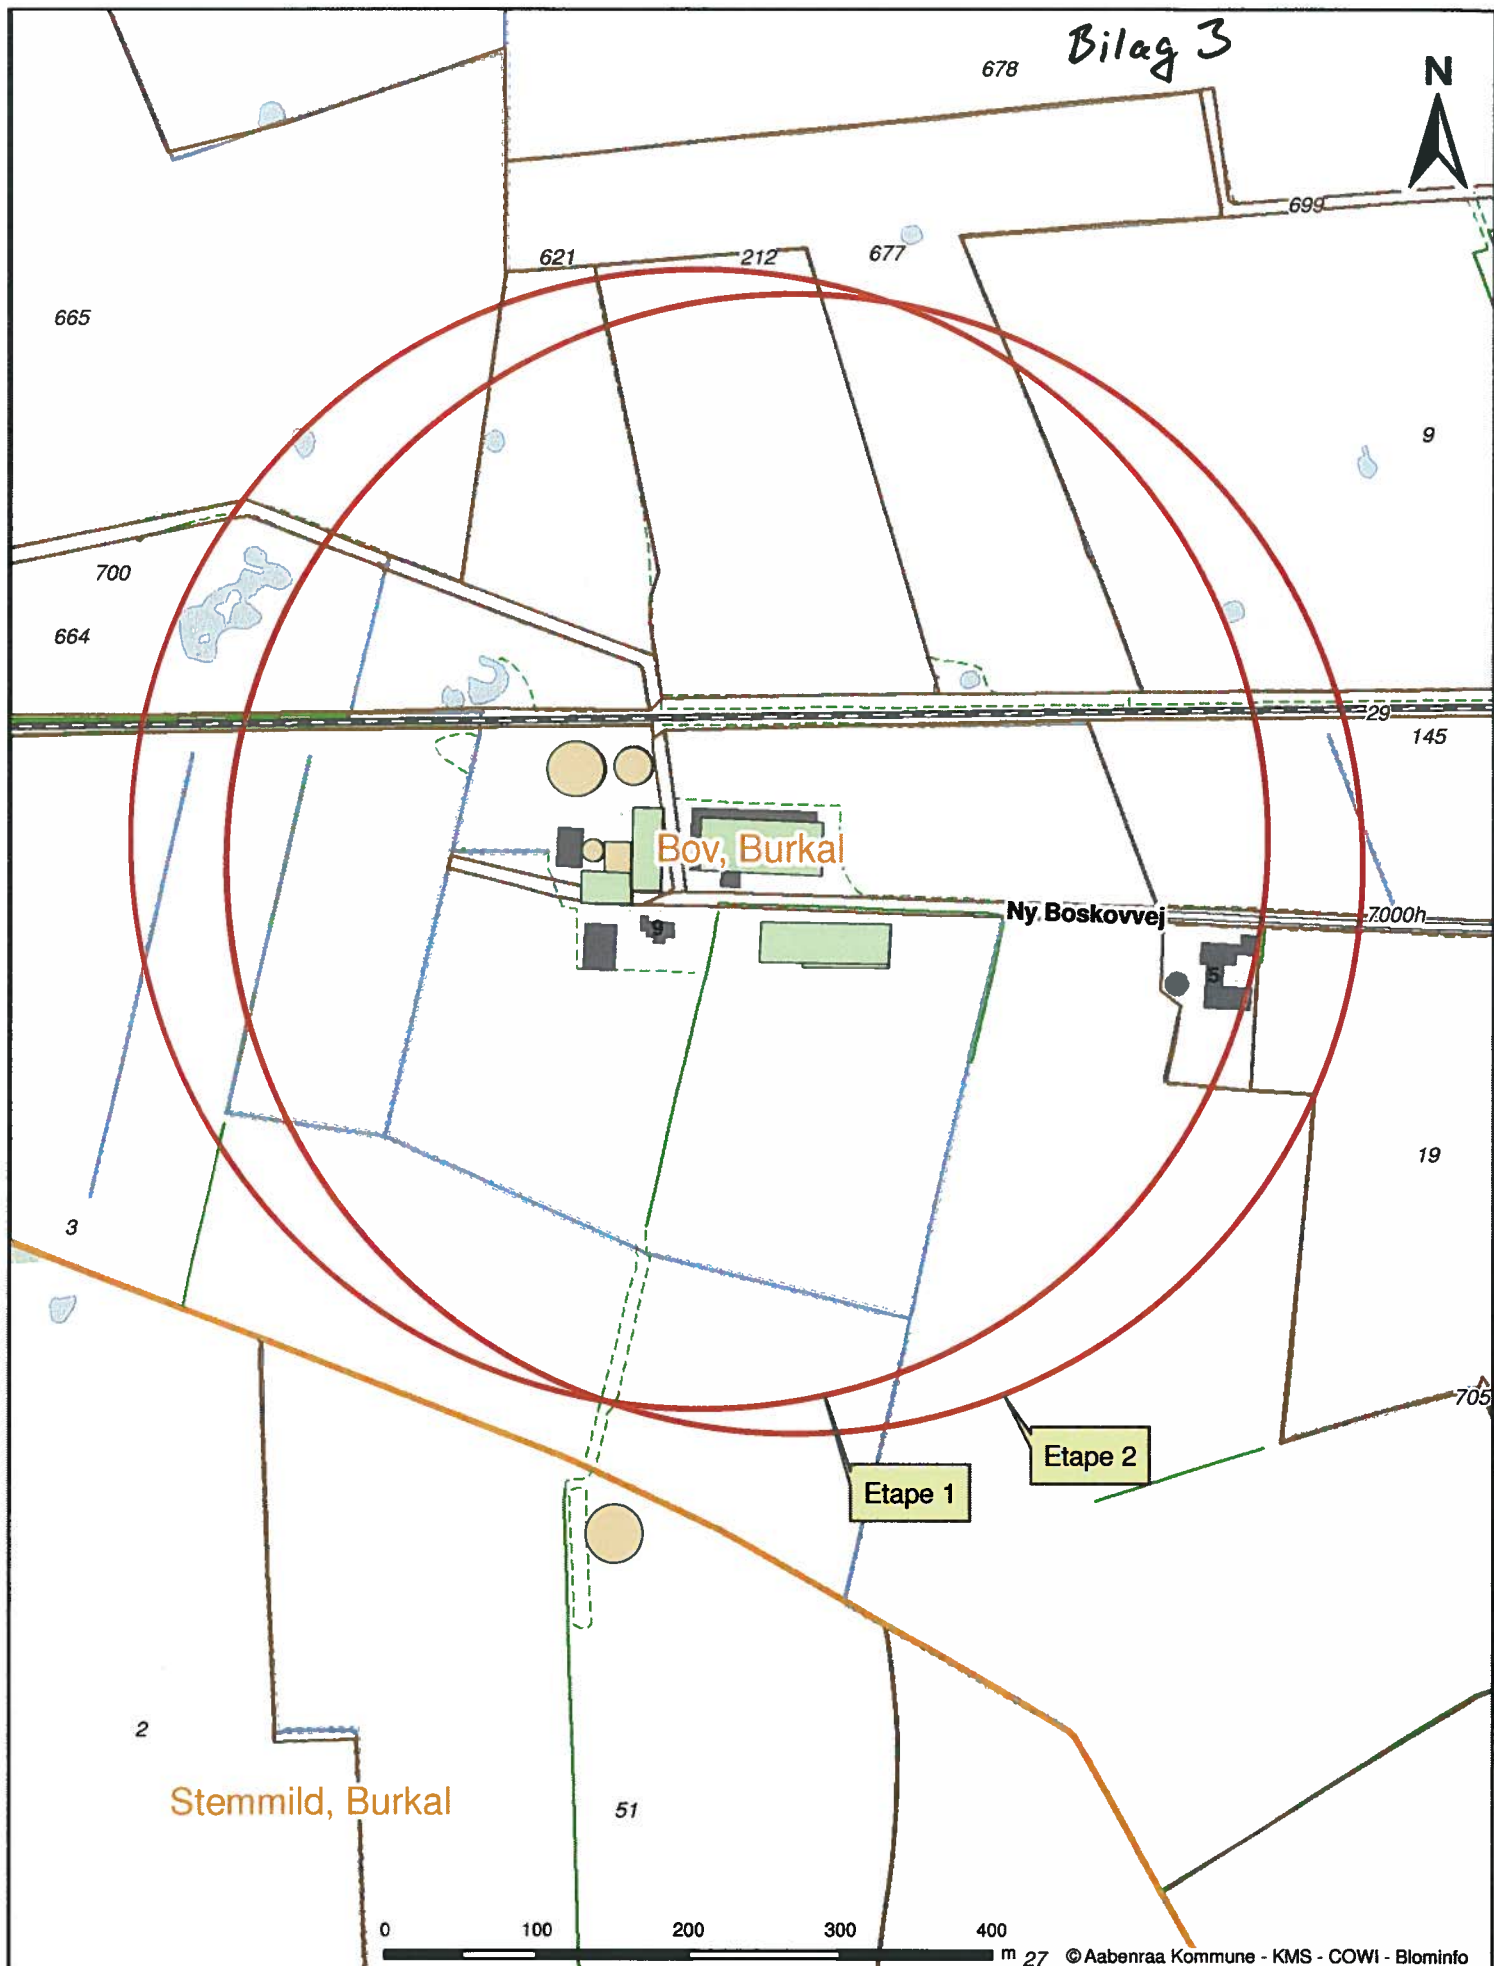 Bilag 3
678
N
699
621
212
677
665
9
700
664
29
145
Bov, Burkal
Ny Boskovvej
7000h
9
5
19
3
705
Etape 2
Etape 1
2
Stemmild, Burkal
51
0 100 200 300 400
m 27 © Aabenraa Kommune - KMS - COWI - Blominfo